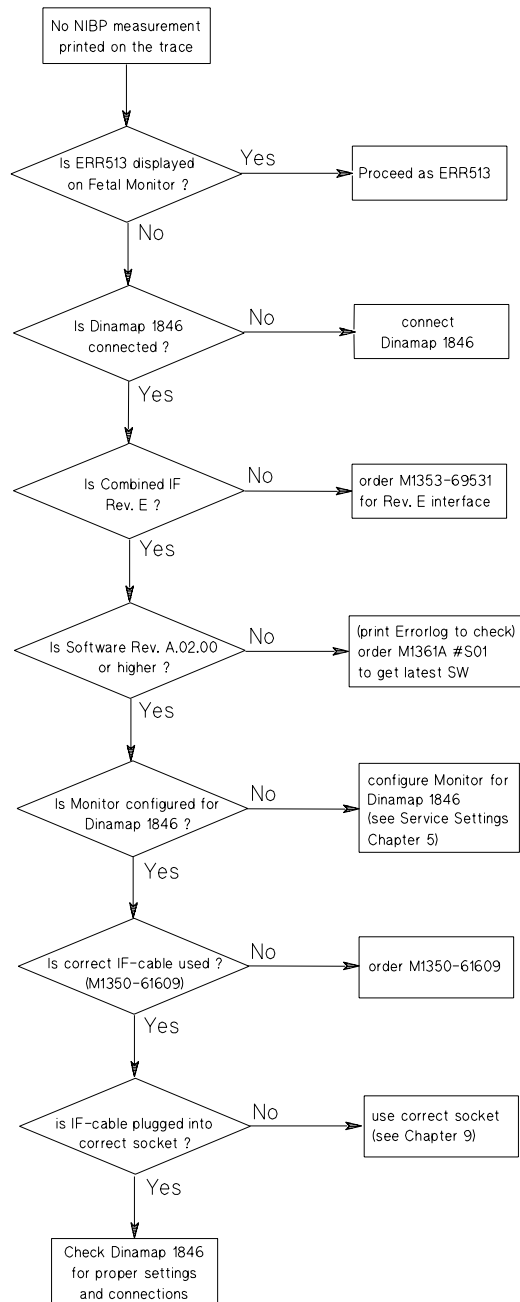 No NIBP measurement
printed on the trace
Is ERR513 displayed
on Fetal Monitor ?
Yes
Proceed as ERR513
No
Is Dinamap 1846
connected ?
No
connect
Dinamap 1846
Yes
Is Combined IF
Rev. E ?
No
order M1353-69531
for Rev. E interface
Yes
Is Software Rev. A.02.00
or higher ?
No
(print Errorlog to check)
order M1361A #S01
to get latest SW
Yes
Is Monitor configured for
Dinamap 1846 ?
No
configure Monitor for
Dinamap 1846
(see Service Settings
Chapter 5)
Yes
Is correct IF-cable used ?
(M1350-61609)
No
order M1350-61609
Yes
is IF-cable plugged into
correct socket ?
No
use correct socket
(see Chapter 9)
Yes
Check Dinamap 1846
for proper settings
and connections